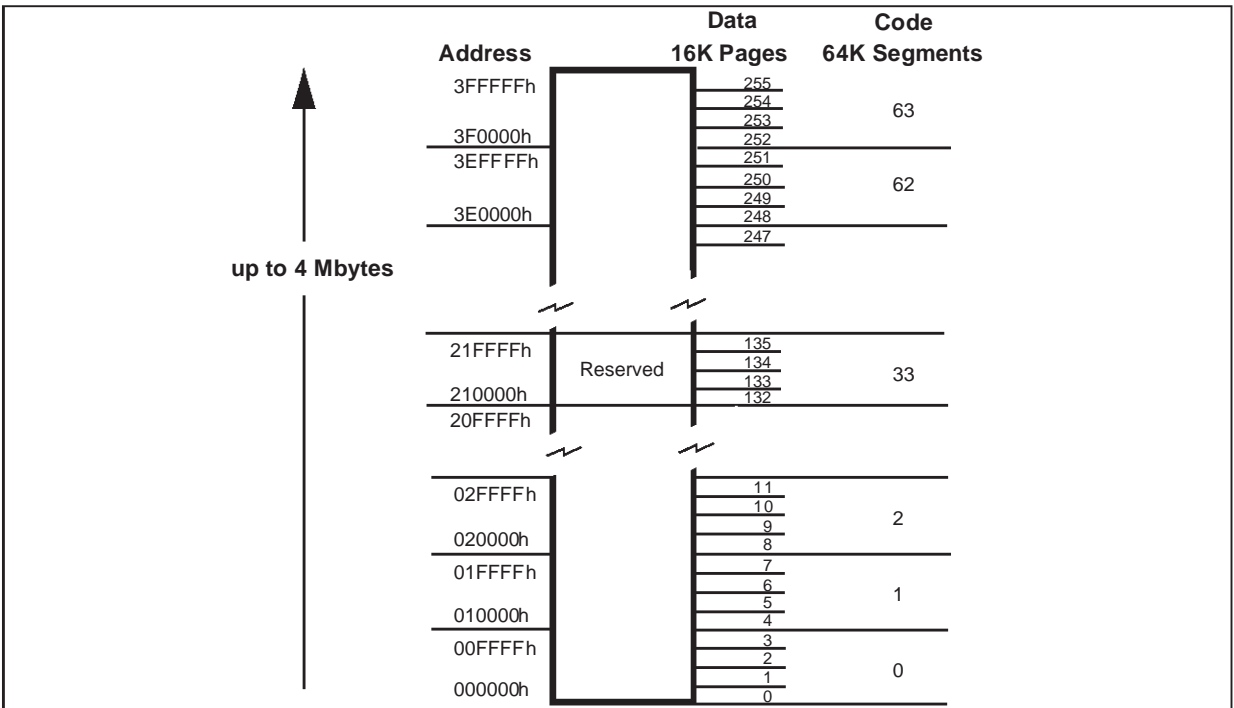 Data Code
Address 16K Pages 64K Segments
3FFFFFh 255
254
253 63
3F0000h 252
3EFFFFh 251
250 62
249
3E0000h 248
247
up to 4 Mbytes
21FFFFh 135
Reserved 134 33
133
210000h 132
20FFFFh
02FFFFh 11
10
9 2
020000h 8
01FFFFh 7
6 1
5
010000h 4
00FFFFh 3
2 0
1
000000h 0